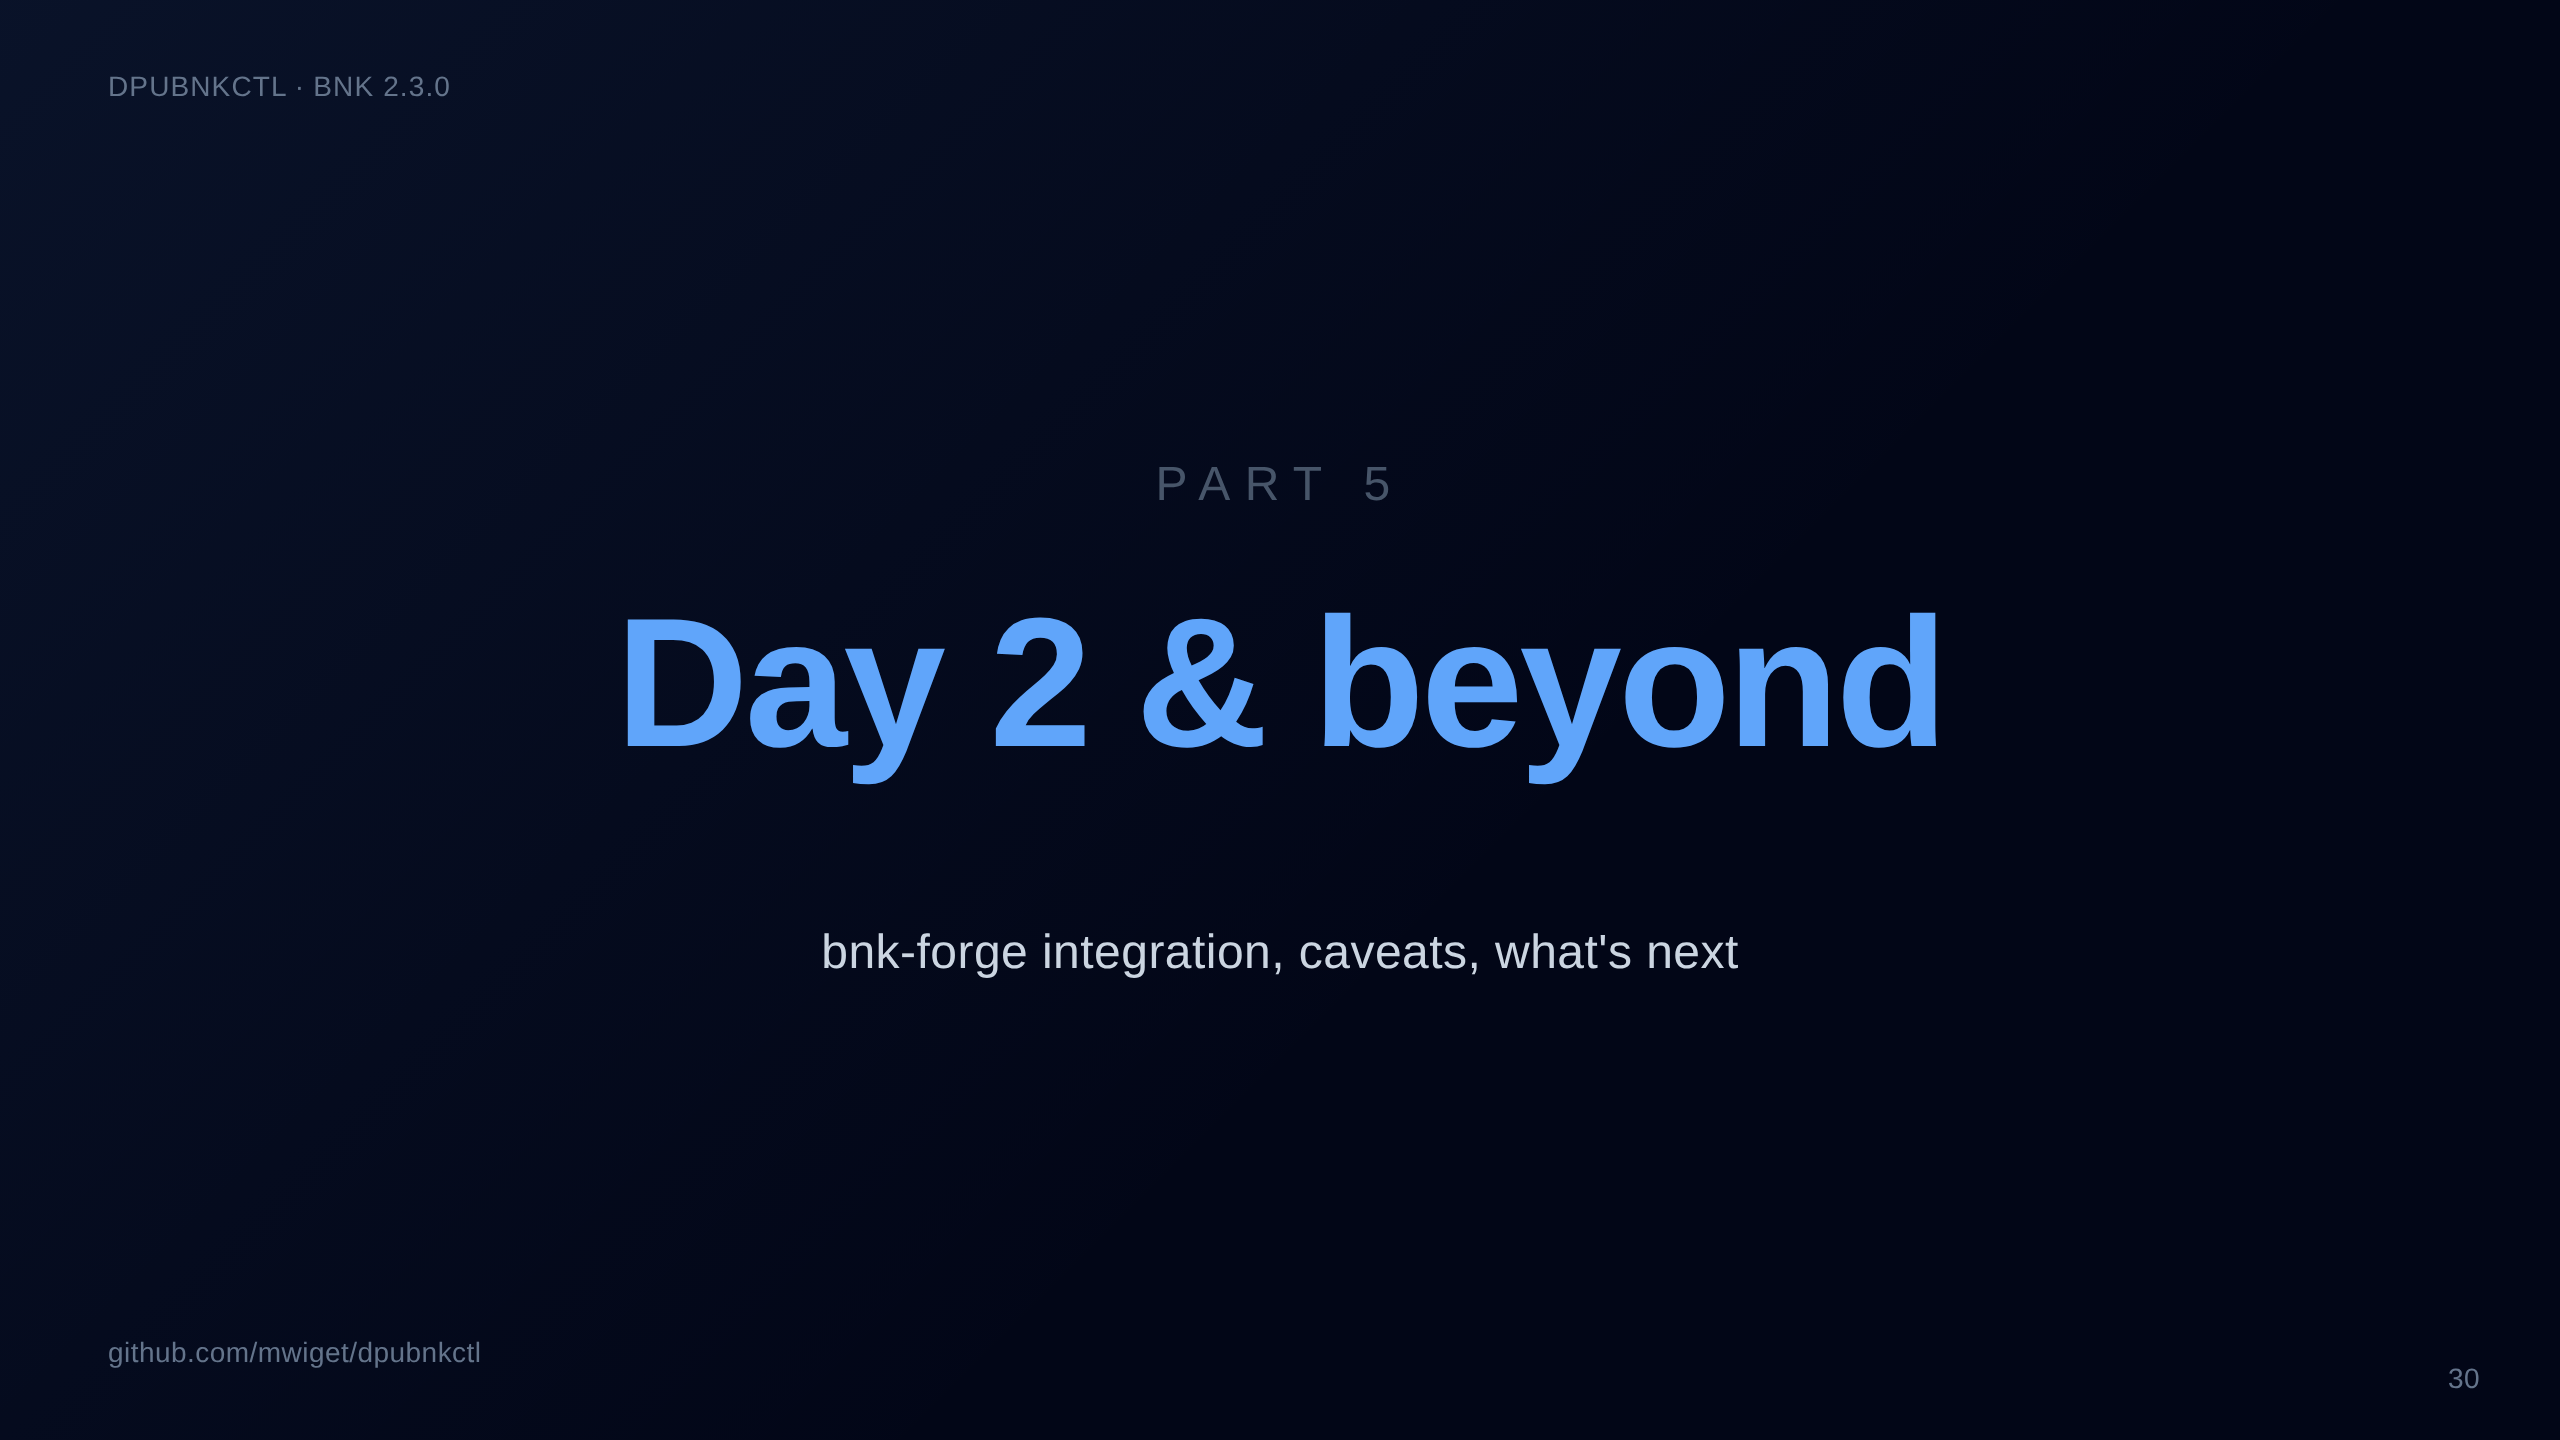 DPUBNKCTL · BNK 2.3.0
PART 5
Day 2 & beyond
bnk-forge integration, caveats, what's next
github.com/mwiget/dpubnkctl
30